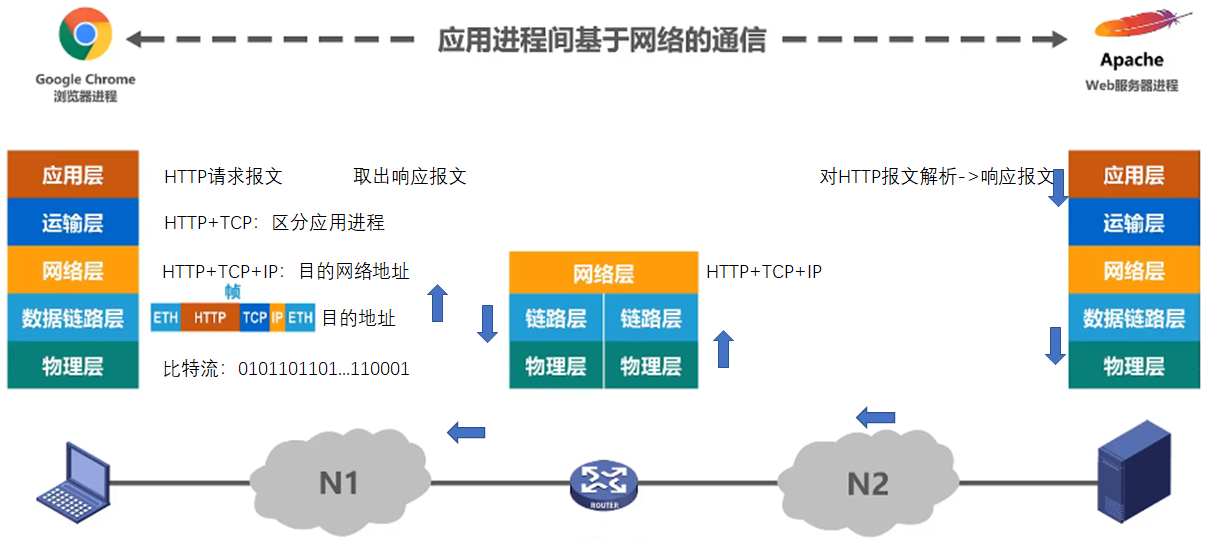 应用进程间基于网络的通信
Google Chrome
浏览器进程
Apache
Web服务器进程
应用层
HTTP请求报文
取出响应报文
对HTTP报文解析->响应报文
应用层
运输层
HTTP+TCP：区分应用进程
运输层
网络层
HTTP+TCP+IP：目的网络地址
网络层
HTTP+TCP+IP
网络层
帧
数据链路层
ETH HTTP TCP IP ETH
目的地址
链路层
链路层
数据链路层
物理层
比特流：0101101101...110001
物理层
物理层
物理层
N1
ROUTER
N2